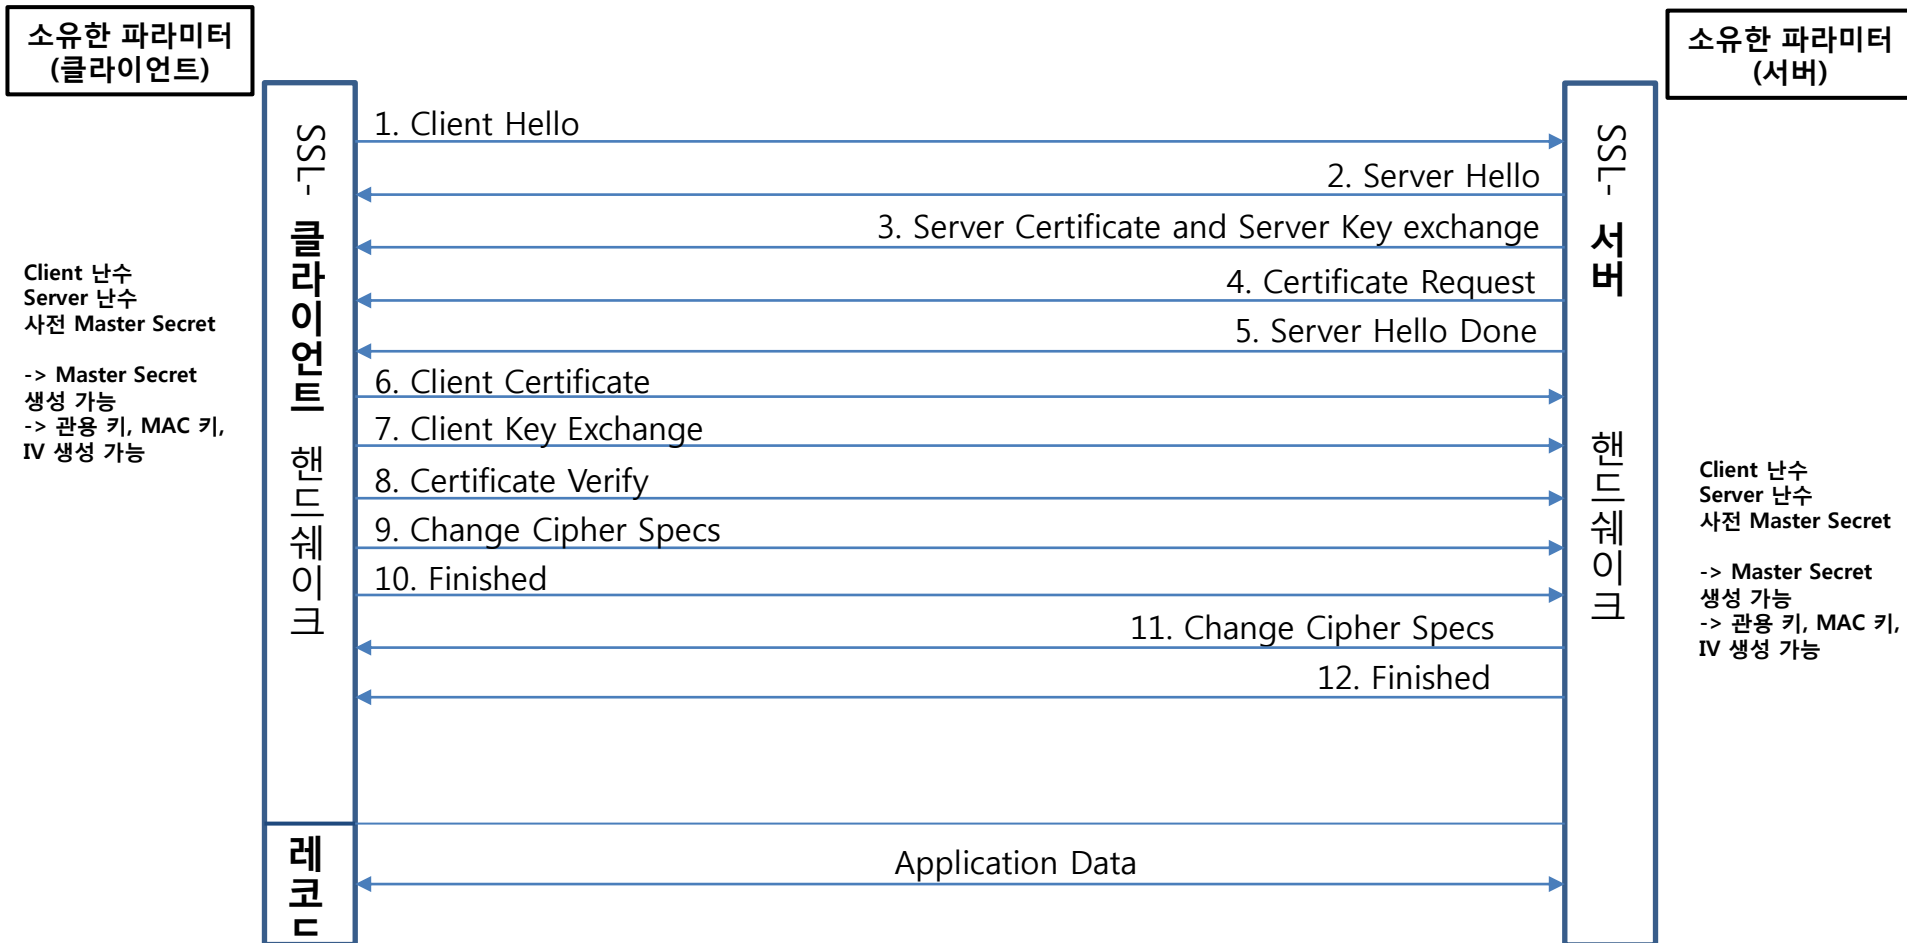 소유한 파라미터
(클라이언트)
소유한 파라미터
(서버)
SSL- 클라이언트 핸드쉐이크
SSL- 서버 핸드쉐이크
1. Client Hello
2. Server Hello
3. Server Certificate and Server Key exchange
4. Certificate Request
5. Server Hello Done
6. Client Certificate
7. Client Key Exchange
8. Certificate Verify
9. Change Cipher Specs
10. Finished
11. Change Cipher Specs
12. Finished
Client 난수
Server 난수
사전 Master Secret
-> Master Secret
생성 가능
-> 관용 키, MAC 키,
IV 생성 가능
Client 난수
Server 난수
사전 Master Secret
-> Master Secret
생성 가능
-> 관용 키, MAC 키,
IV 생성 가능
레코드
Application Data